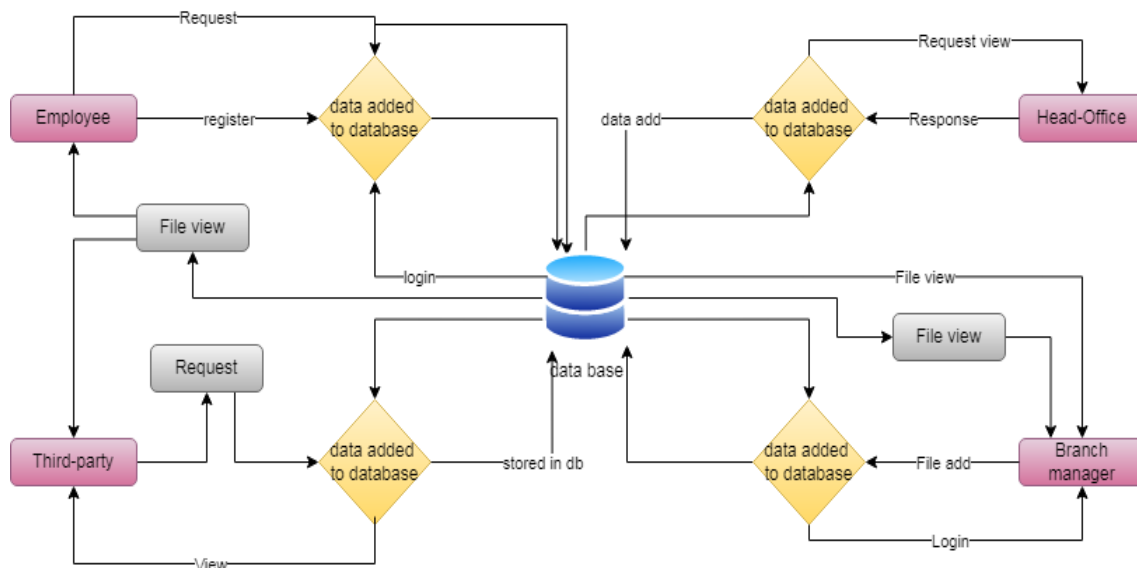 Request
Request view
Employee
register
data added
to database
data add
data added
to database
Response
Head-Office
File view
login
File view
File view
Request
data base
Third-party
data added
to database
stored in db
data added
to database
File add
Branch
manager
View
Login